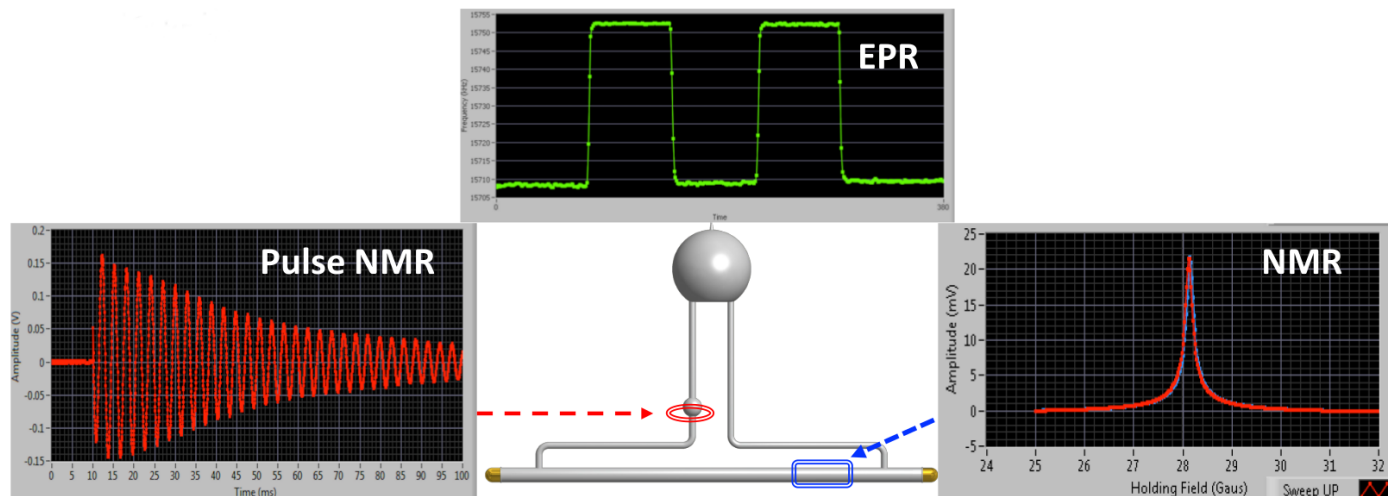 EPR
Frequency (kHz)
15755
15750
15745
15740
15735
15730
15725
15720
15715
15710
15705
0
380
Time
Pulse NMR
Amplitude (V)
0.2
0.15
0.1
0.05
0
-0.05
-0.1
-0.15
0 5 10 15 20 25 30 35 40 45 50 55 60 65 70 75 80 85 90 95 100
Time (ms)
NMR
Amplitude (mV)
25
20
15
10
5
0
-5
24 25 26 27 28 29 30 31 32
Holding Field (Gaus)
Sweep UP